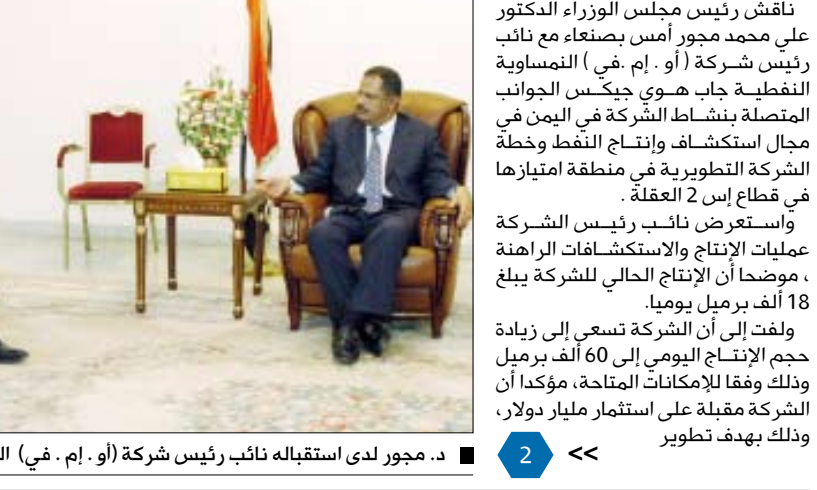 ناقش رئيس مجلس الوزراء الدكتور
علي محمد مجور أمس بصنعاء مع نائب
رئيس شركة ( أو . إم .في ) النمساوية
النفطية جاب هوي جيكس الجوانب
المتصلة بنشاط الشركة في اليمن في
مجال استكشاف وإنتاج النفط وخطة
الشركة التطويرية في منطقة امتيازها
في قطاع إس 2 العقلة .
واستعرض نائب رئيس الشركة
عمليات الإنتاج والاستكشافات الراهنة
، موضحا أن الإنتاج الحالي للشركة يبلغ
18 ألف برميل يوميا.
ولفت إلى أن الشركة تسعى إلى زيادة
حجم الإنتاج اليومي إلى 60 ألف برميل
وذلك وفقا للإمكانات المتاحة، مؤكدا أن
الشركة مقبلة على استثمار مليار دولار،
وذلك بهدف تطوير
>> 2
■ د. مجور لدى استقباله نائب رئيس شركة (أو . إم . في)